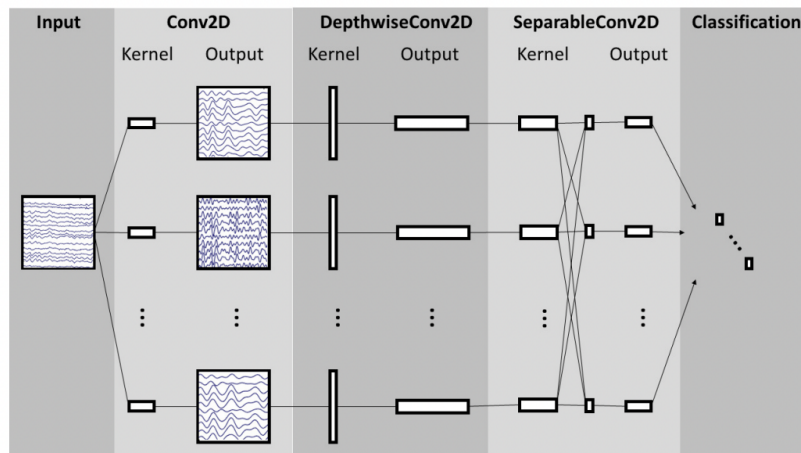 Input Conv2D DepthwiseConv2D SeparableConv2D Classification
Kernel Output Kernel Output Kernel Output